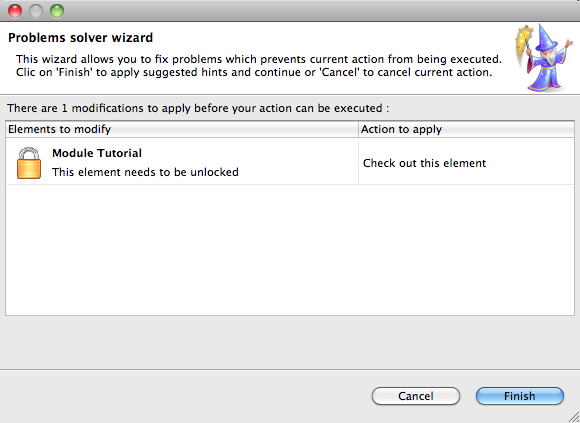 Problems solver wizard
This wizard allows you to fix problems which prevents current action from being executed.
Clic on 'Finish' to apply suggested hints and continue or 'Cancel' to cancel current action.
There are 1 modifications to apply before your action can be executed :
Elements to modify
Action to apply
Module Tutorial
This element needs to be unlocked
Check out this element
Cancel
Finish